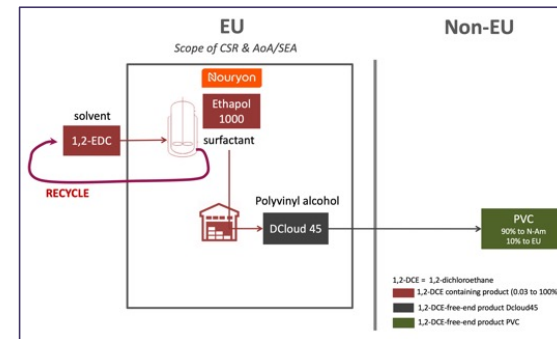 EU
Non-EU
Scope of CSR & AoA/SEA
Nouryon
Ethapol
1000
solvent
1,2-EDC
surfactant
RECYCLE
Polyvinyl alcohol
DCloud 45
PVC
90% to N-Am
10% to EU
1,2-DCE = 1,2-dichloroethane
1,2-DCE containing product (0.03 to 100%
1,2-DCE-free-end product Dcloud45
1,2-DCE-free-end product PVC